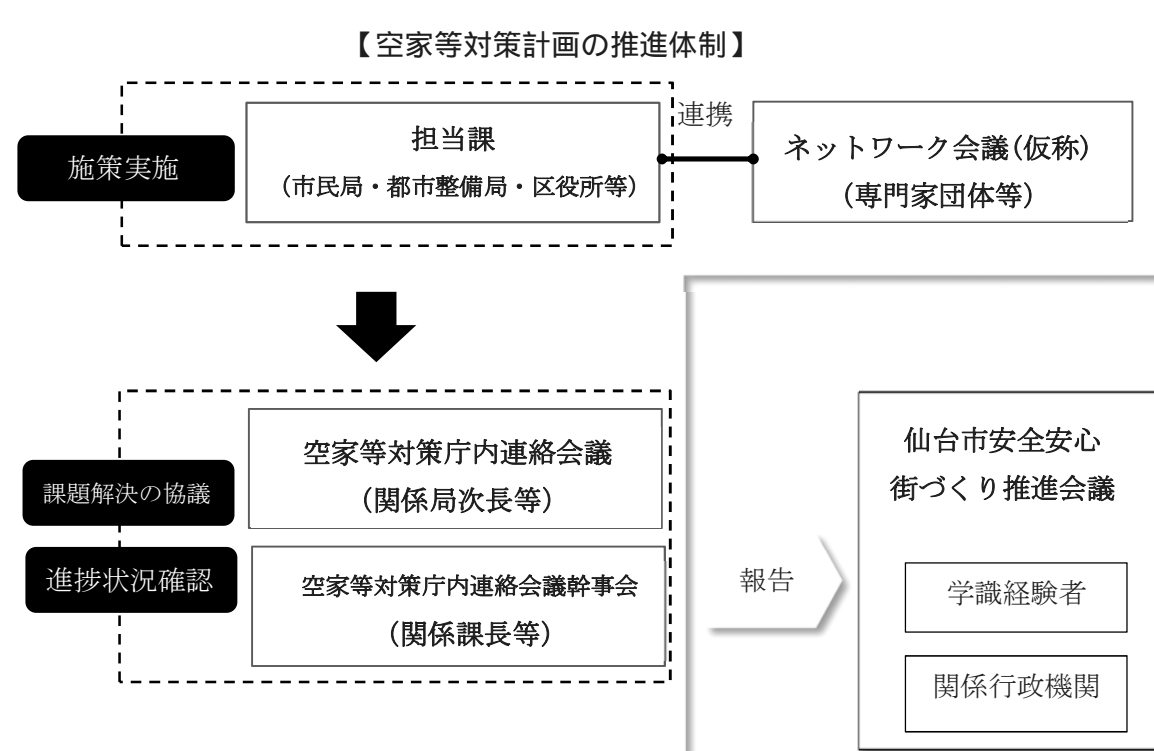 【空家等対策計画の推進体制】
施策実施
担当課
（市民局・都市整備局・区役所等）
連携
ネットワーク会議（仮称）
（専門家団体等）
課題解決の協議
進捗状況確認
空家等対策庁内連絡会議
（関係局次長等）
空家等対策庁内連絡会議幹事会
（関係課長等）
報告
仙台市安全安心
街づくり推進会議
学識経験者
関係行政機関